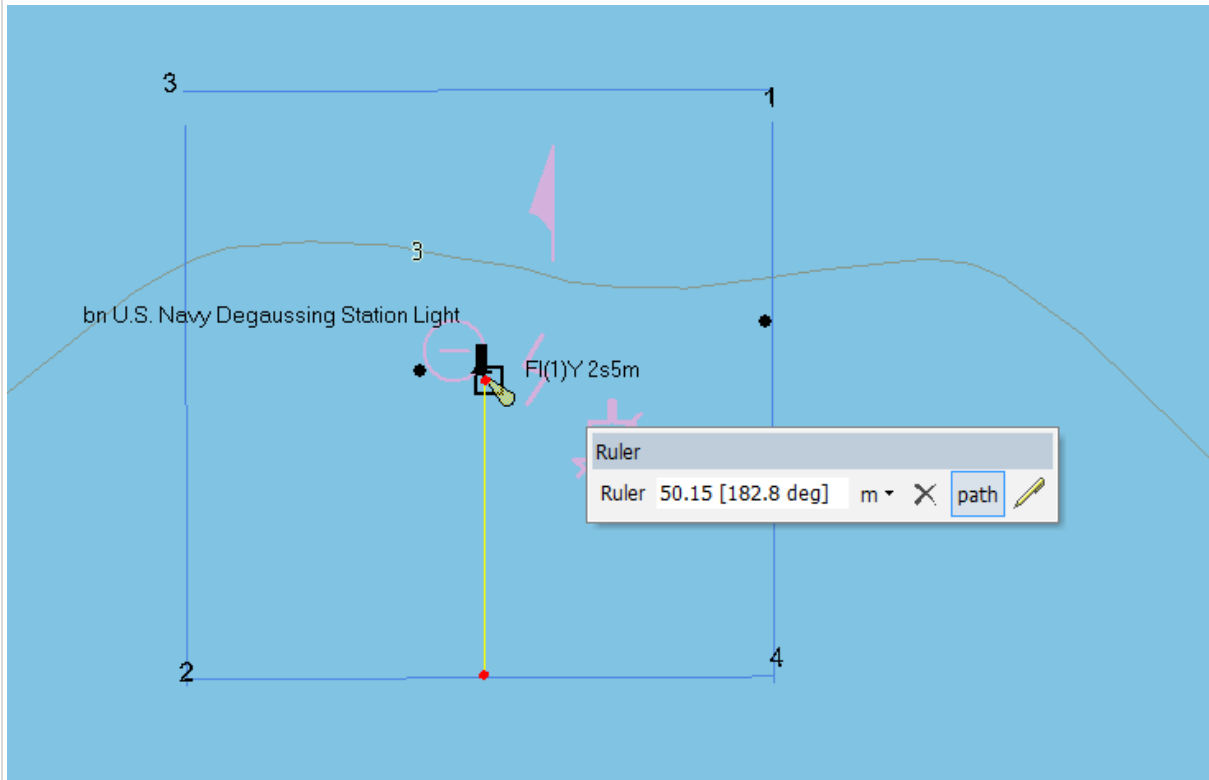 3
1
3
bn U.S. Navy Degaussing Station Light
Fl(1)Y 2s5m
Ruler
Ruler 50.15 [182.8 deg] m path
2
4